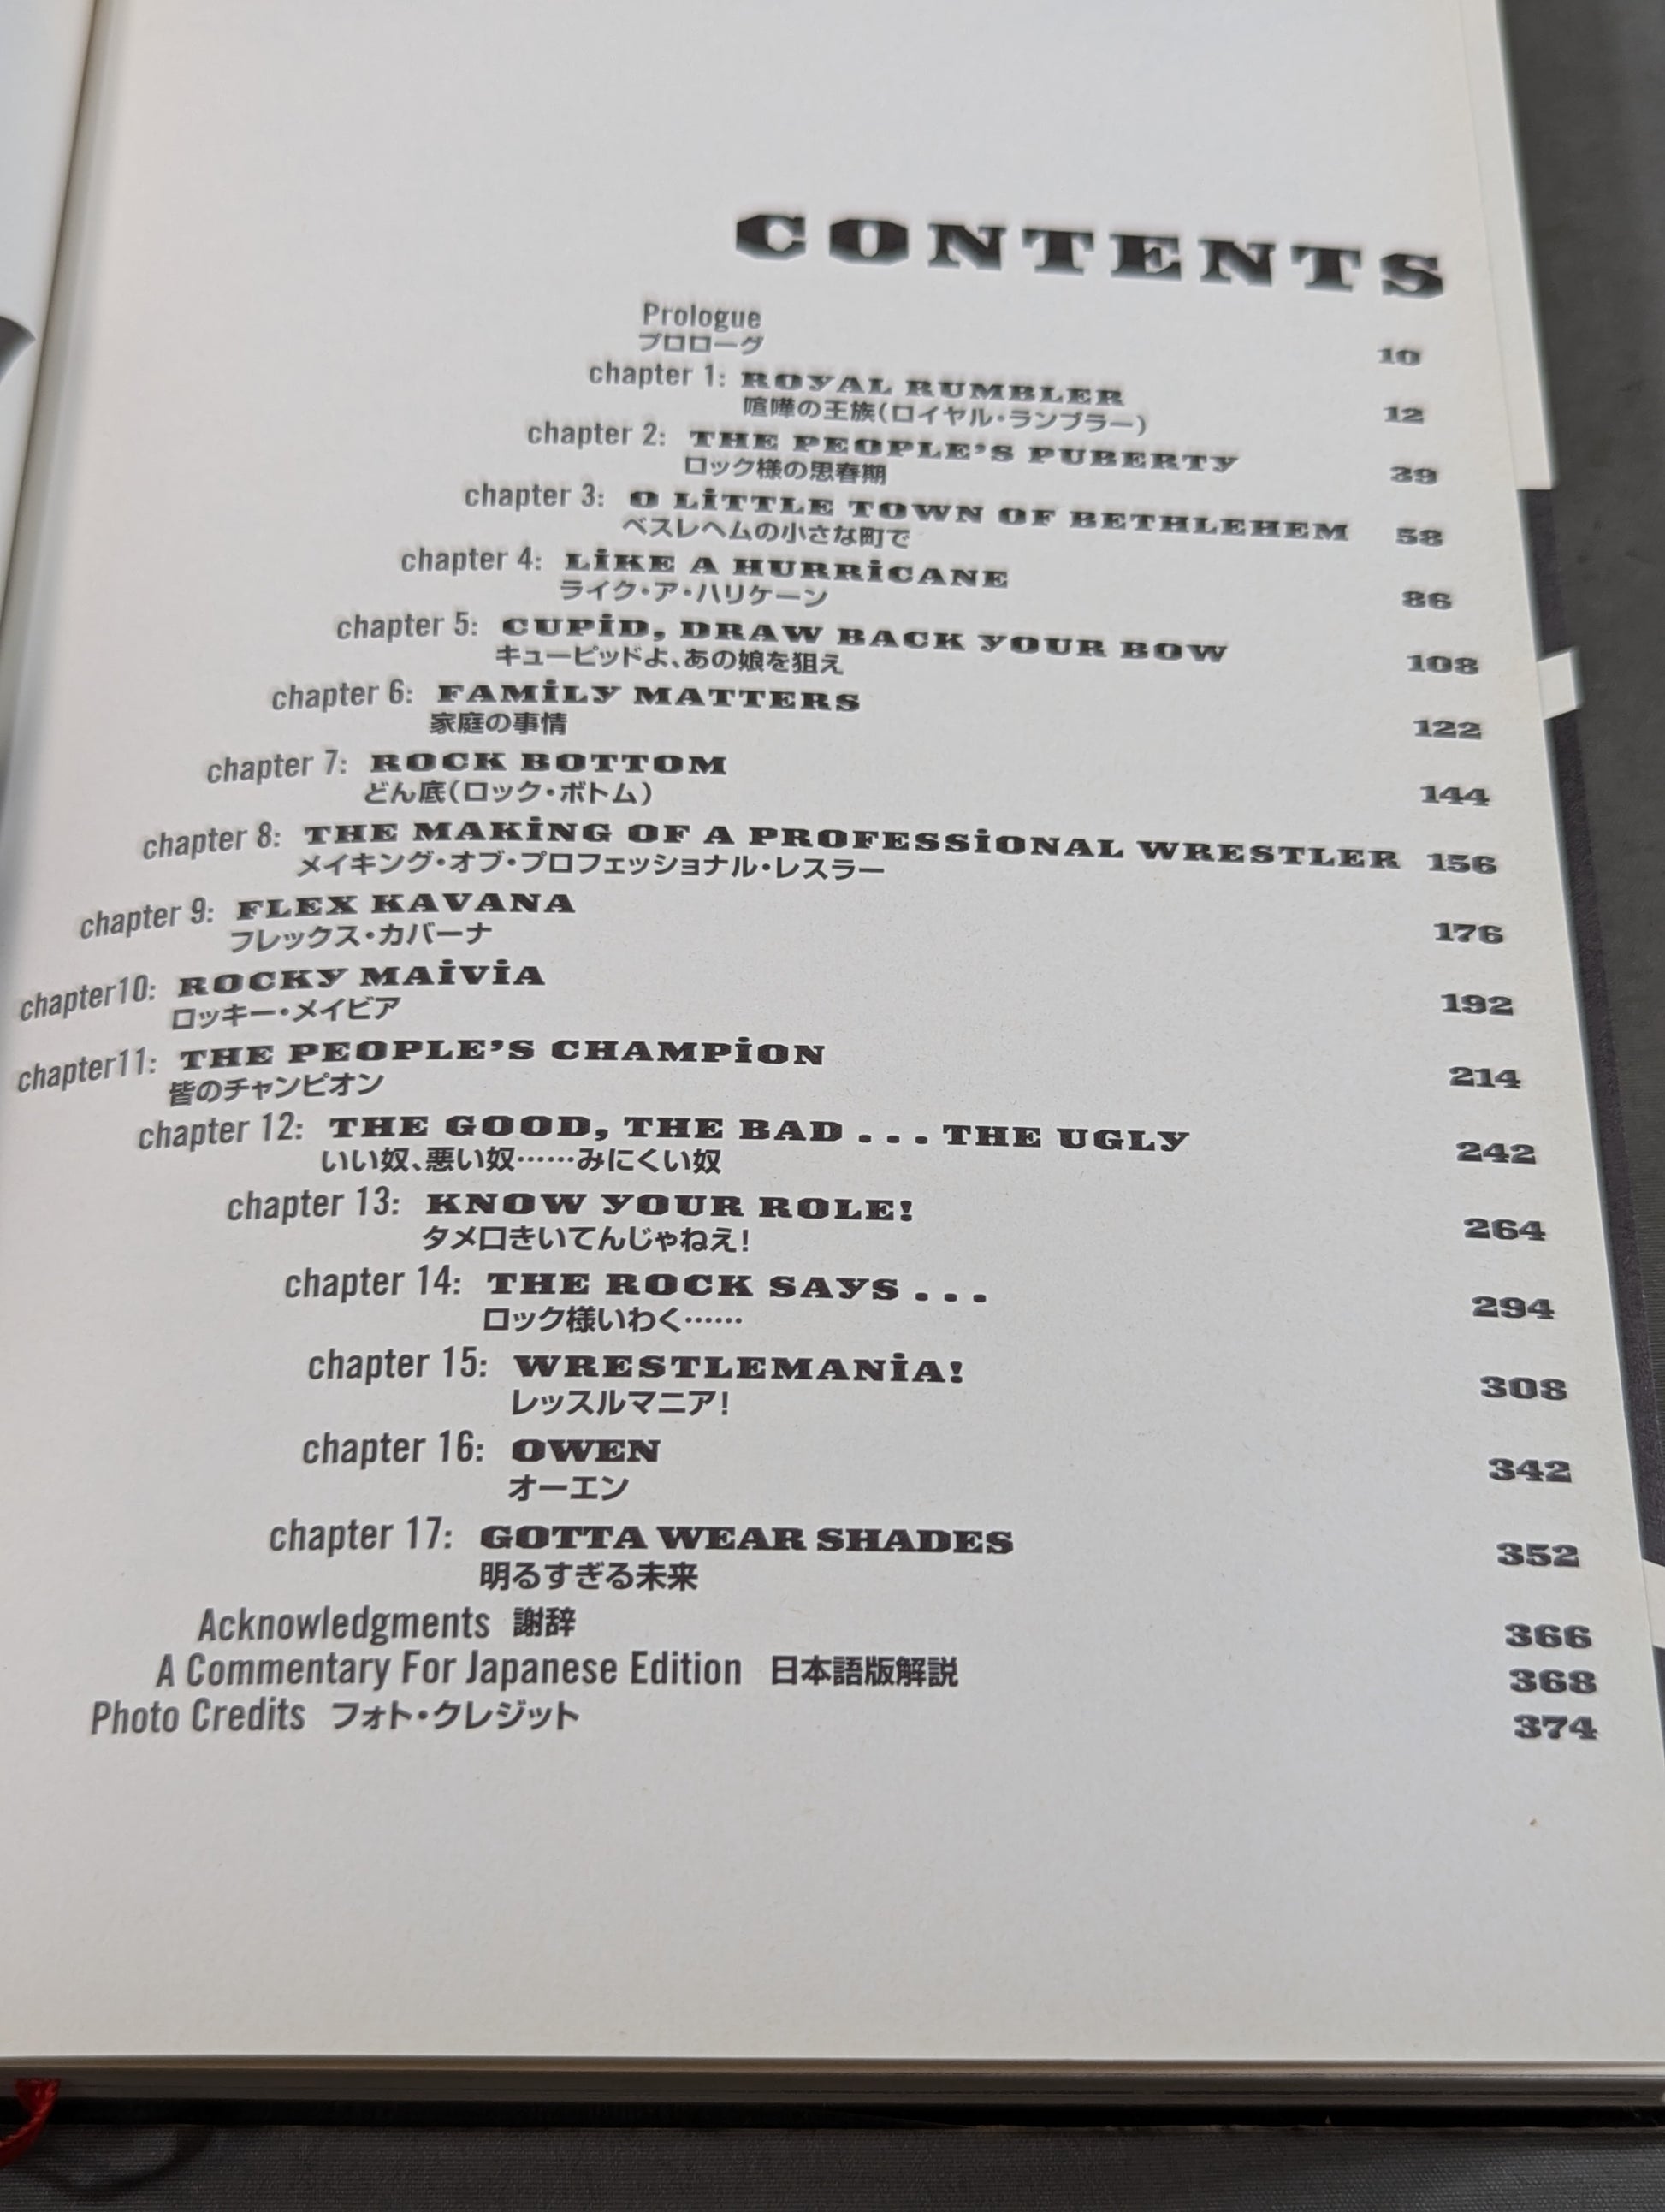 CONTENTS
Prologue
プロローグ 10
chapter 1: ROYAL RUMBLER
喧嘩の王族(ロイヤル・ランブラー) 12
chapter 2: THE PEOPLE'S PUBERTY
ロック様の思春期 39
chapter 3: O LITTLE TOWN OF BETHLEHEM 58
ベスレヘムの小さな町で
chapter 4: LIKE A HURRICANE 86
ライク・ア・ハリケーン
chapter 5: CUPID, DRAW BACK YOUR BOW 108
キューピッドよ、あの娘を狙え
chapter 6: FAMILY MATTERS 122
家庭の事情
chapter 7: ROCK BOTTOM 144
どん底(ロック・ボトム)
chapter 8: THE MAKING OF A PROFESSIONAL WRESTLER 156
メイキング・オブ・プロフェッショナル・レスラー
chapter 9: FLEX KAVANA 176
フレックス・カバーナ
chapter10: ROCKY MAIVIA 192
ロッキー・メイビア
chapter11: THE PEOPLE'S CHAMPION 214
皆のチャンピオン
chapter 12: THE GOOD, THE BAD ... THE UGLY 242
いい奴、悪い奴……みにくい奴
chapter 13: KNOW YOUR ROLE! 264
タメ口きいてんじゃねえ!
chapter 14: THE ROCK SAYS ... 294
ロック様いわく……
chapter 15: WRESTLEMANIA! 308
レッスルマニア!
chapter 16: OWEN 342
オーエン
chapter 17: GOTTA WEAR SHADES 352
明るすぎる未来
Acknowledgments 謝辞 366
A Commentary For Japanese Edition 日本語版解説 368
Photo Credits フォト・クレジット 374